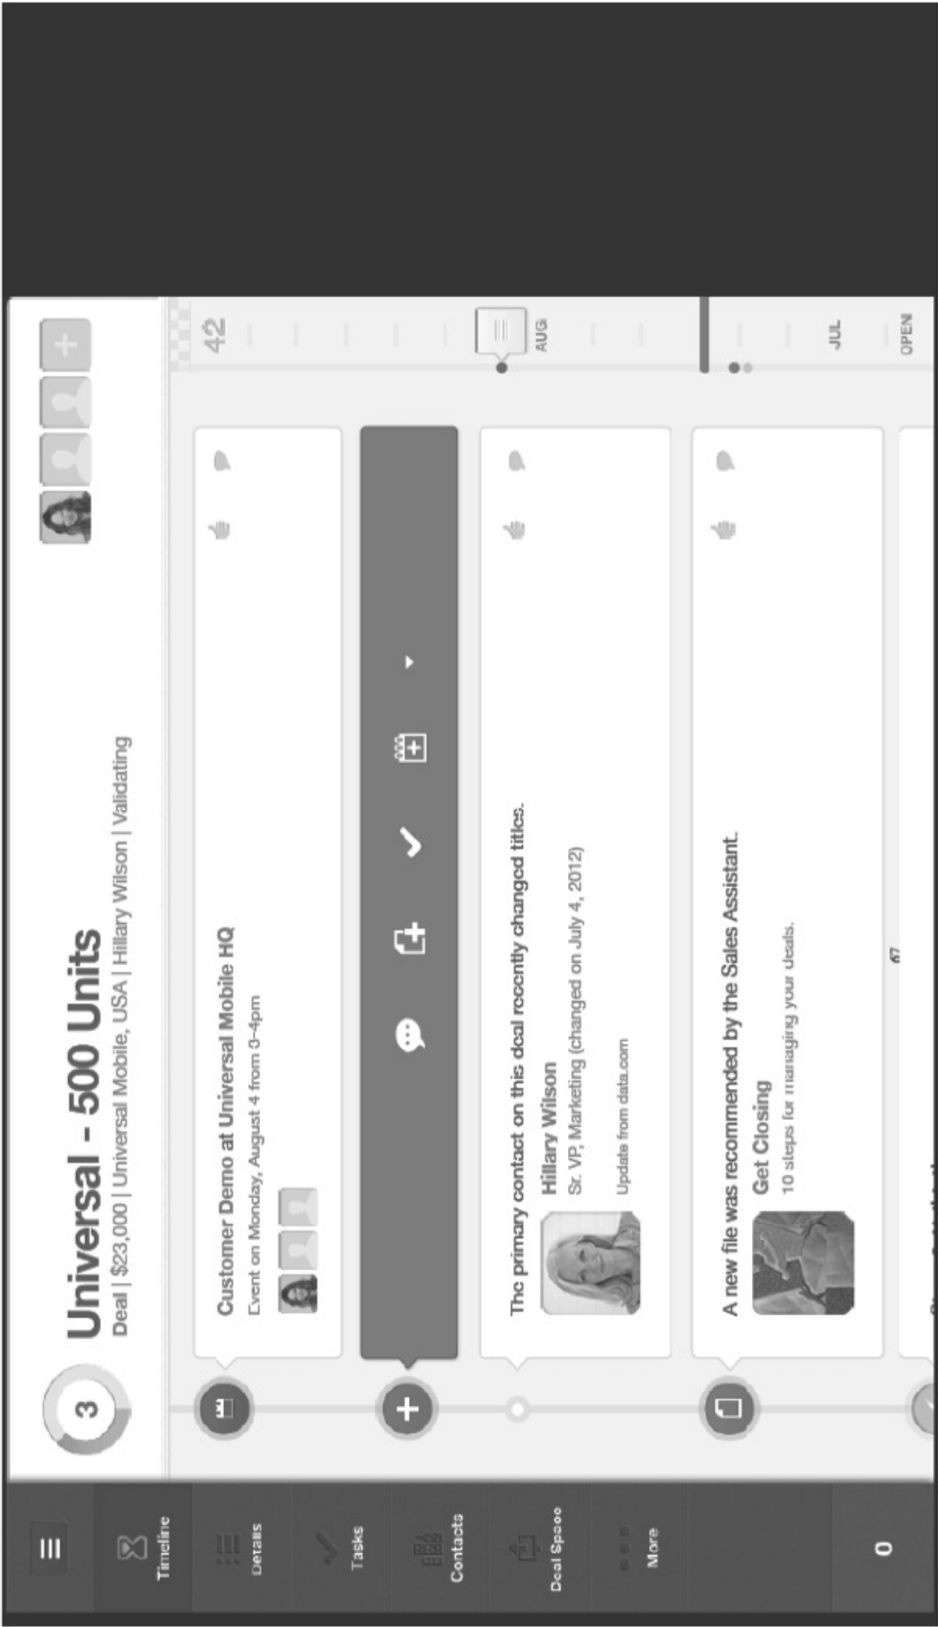 3
Universal - 500 Units
Deal | $23,000 | Universal Mobile, USA | Hillary Wilson | Validating
Timeline
Details
Tasks
Contacts
Deal Space
More
0
Customer Demo at Universal Mobile HQ
Event on Monday, August 4 from 3-4pm
The primary contact on this deal recently changed titles.
Hillary Wilson
Sr. VP, Marketing (changed on July 4, 2012)
Update from data.com
A new file was recommended by the Sales Assistant.
Get Closing
10 steps for managing your deals.
67
42
AUG
JUL
OPEN